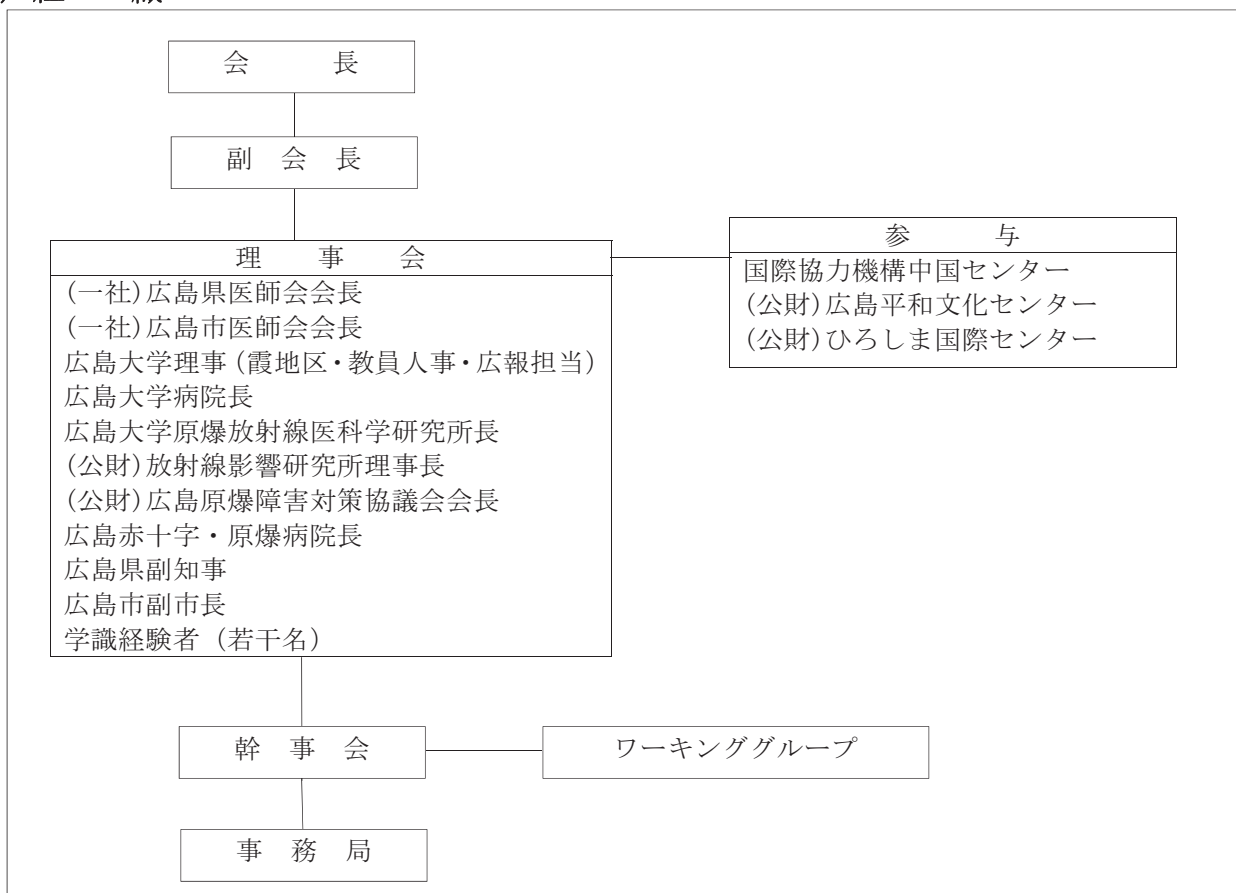 会長
副会長
理事会
(一社)広島県医師会会長
(一社)広島市医師会会長
広島大学理事(霞地区・教員人事・広報担当)
広島大学病院長
広島大学原爆放射線医科学研究所長
(公財)放射線影響研究所理事長
(公財)広島原爆障害対策協議会会長
広島赤十字・原爆病院長
広島県副知事
広島市副市長
学識経験者(若干名)
参与
国際協力機構中国センター
(公財)広島平和文化センター
(公財)ひろしま国際センター
幹事会
ワーキンググループ
事務局